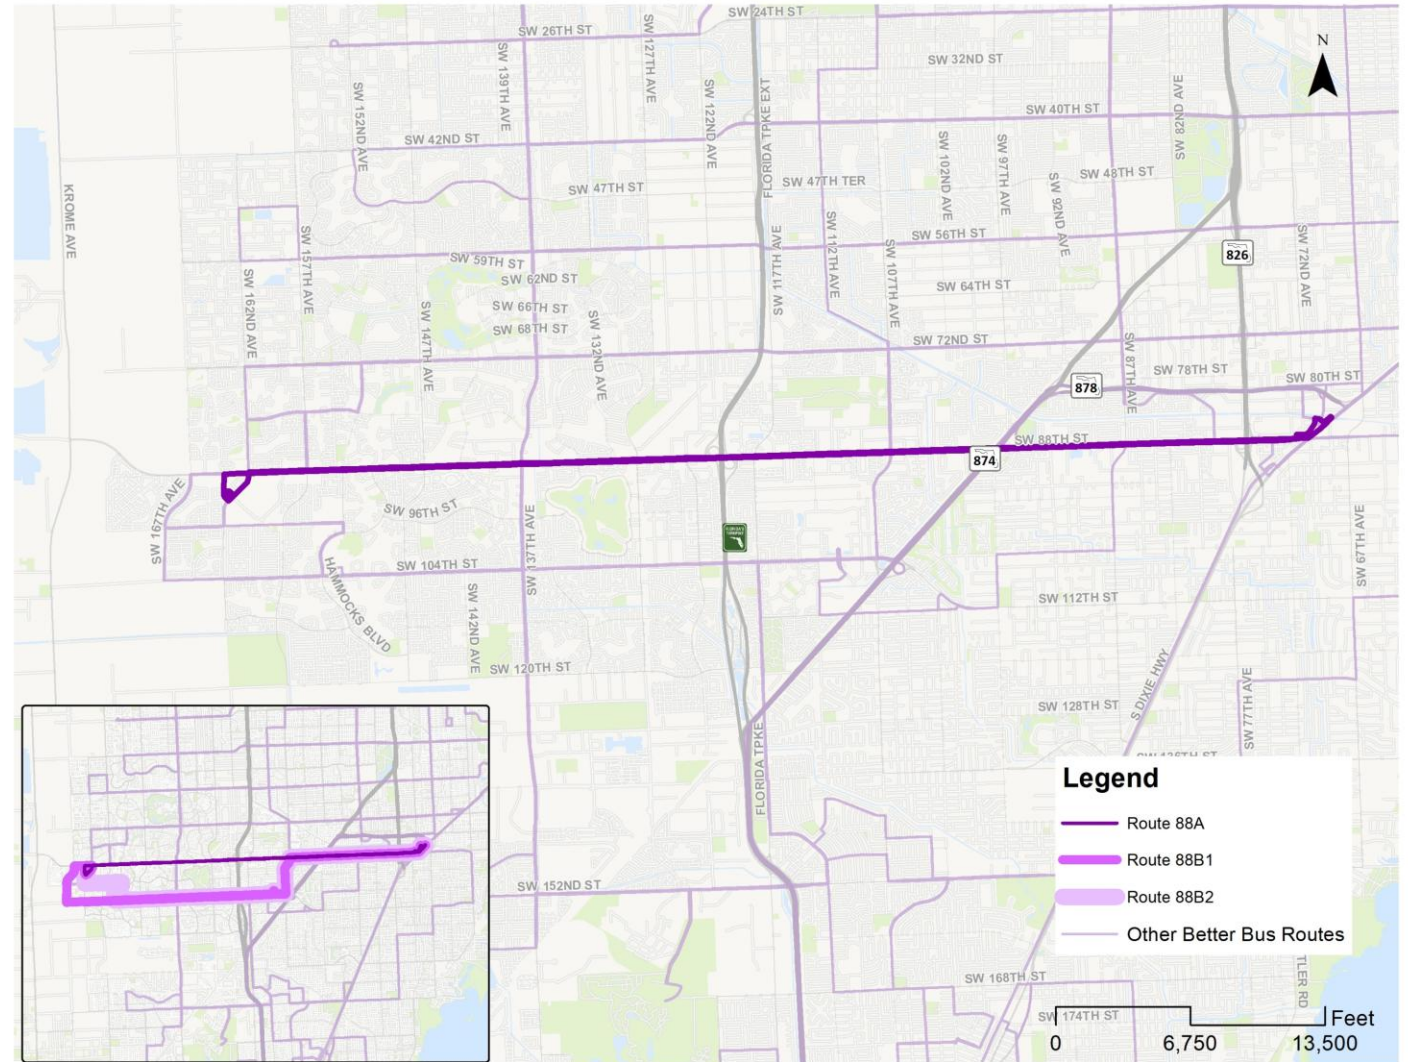 SW 24TH ST
SW 26TH ST
SW 127TH AVE
SW 139TH AVE
SW 32ND ST
N
SW 152ND AVE
SW 122ND AVE
FLORIDA TPKE EXT
SW 82ND AVE
SW 40TH ST
SW 42ND ST
SW 102ND AVE
SW 97TH AVE
KROME AVE
SW 47TH ST
SW 47TH TER
SW 48TH ST
SW 92ND AVE
SW 157TH AVE
SW 117TH AVE
SW 112TH AVE
SW 56TH ST
SW 107TH AVE
826
SW 72ND AVE
SW 59TH ST
SW 162ND AVE
SW 62ND ST
SW 64TH ST
SW 66TH ST
SW 147TH AVE
SW 68TH ST
SW 132ND AVE
SW 72ND ST
SW 87TH AVE
SW 78TH ST
SW 80TH ST
878
SW 88TH ST
874
SW 167TH AVE
SW 96TH ST
SW 137TH AVE
SW 67TH AVE
SW 104TH ST
HAMMOCKS BLVD
SW 142ND AVE
SW 112TH ST
SW 120TH ST
S DIXIE HWY
SW 77TH AVE
SW 128TH ST
FLORIDA TPKE
SW 136TH ST
Legend
Route 88A
Route 88B1
Route 88B2
Other Better Bus Routes
SW 152ND ST
SW 168TH ST
TLER RD
SW 174TH ST
Feet
0 6,750 13,500